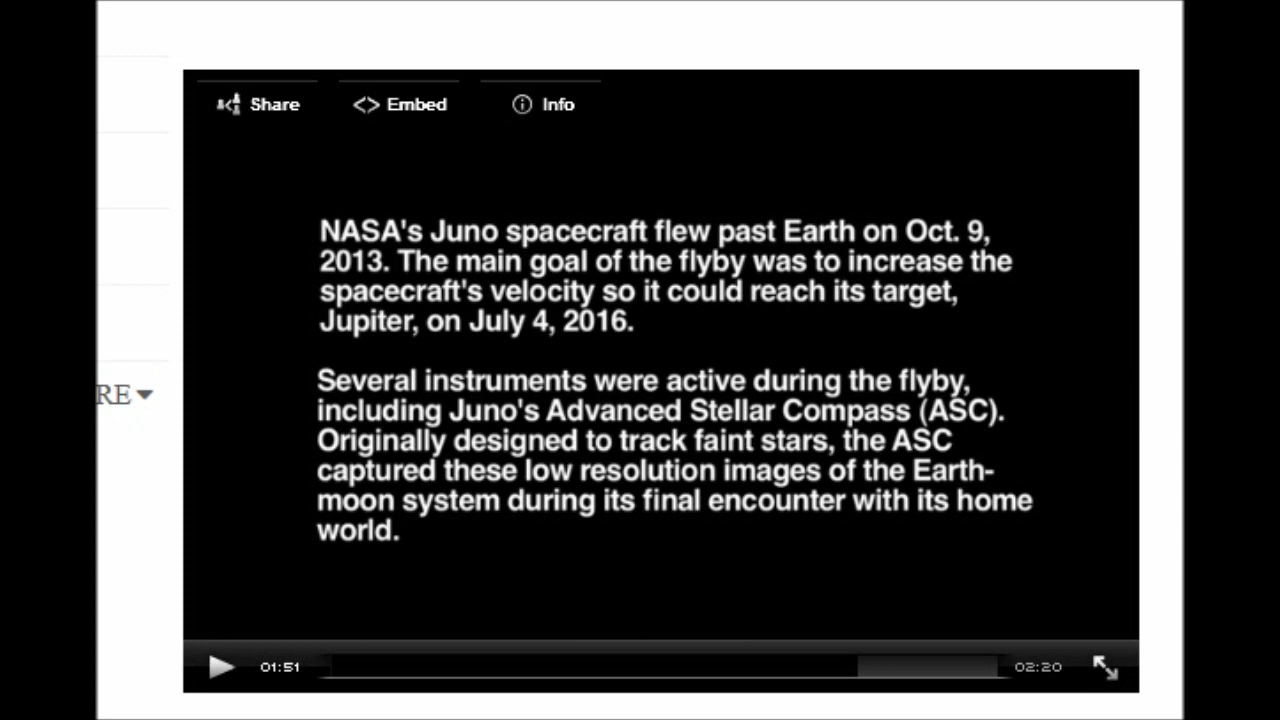 Share
Embed
Info
NASA's Juno spacecraft flew past Earth on Oct. 9,
2013. The main goal of the flyby was to increase the
spacecraft's velocity so it could reach its target,
Jupiter, on July 4, 2016.
Several instruments were active during the flyby,
including Juno's Advanced Stellar Compass (ASC).
Originally designed to track faint stars, the ASC
captured these low resolution images of the Earth-
moon system during its final encounter with its home
world.
RE
01:51
02:20